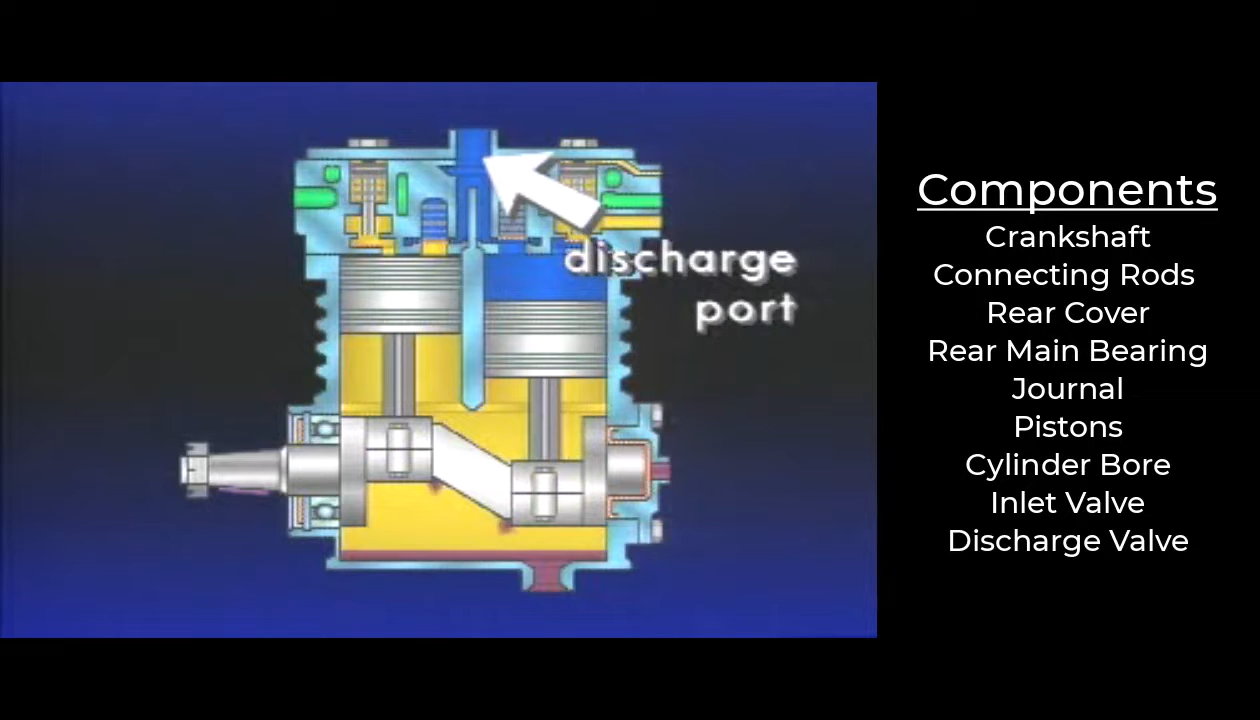 discharge
port
Components
Crankshaft
Connecting Rods
Rear Cover
Rear Main Bearing
Journal
Pistons
Cylinder Bore
Inlet Valve
Discharge Valve